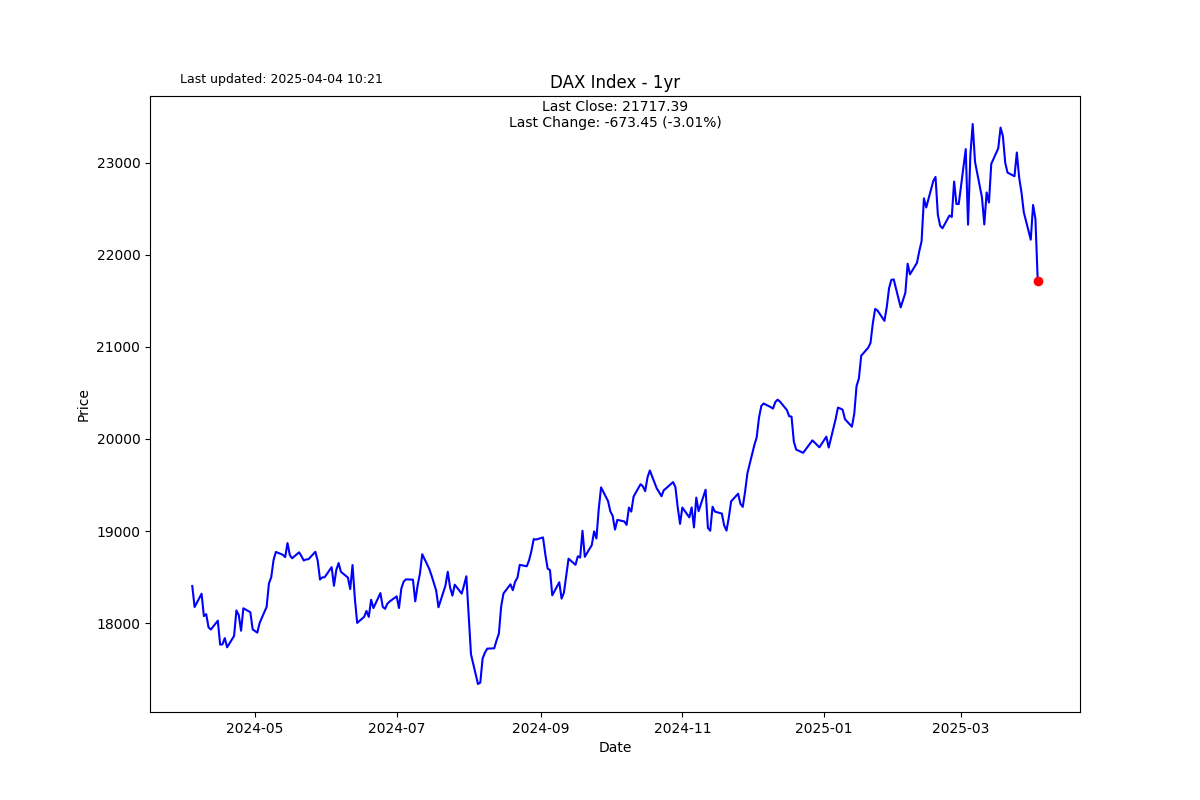 Last updated: 2025-04-04 10:21
DAX Index - 1yr
Last Close: 21717.39
Last Change: -673.45 (-3.01%)
23000
22000
21000
20000
19000
18000
Price
2024-05
2024-07
2024-09
2024-11
2025-01
2025-03
Date